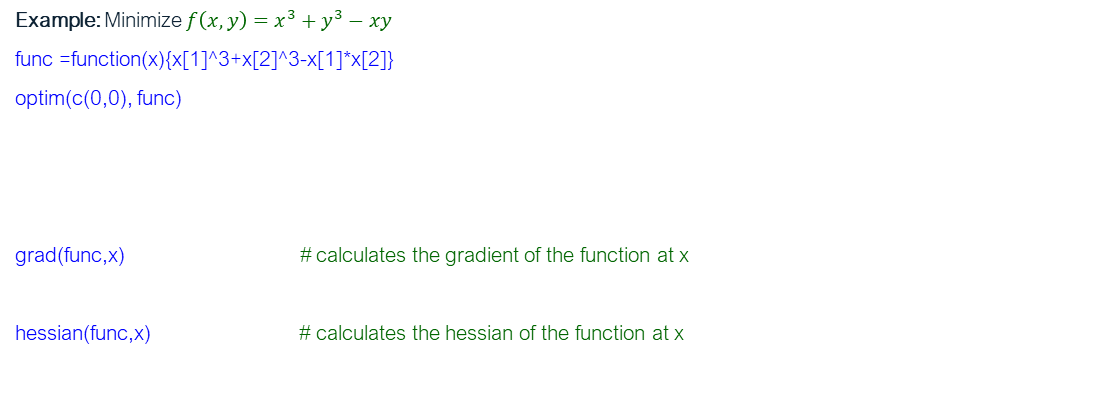 Example: Minimize f(x, y) = x³ + y³ − xy
func =function(x){x[1]^3+x[2]^3-x[1]*x[2]}
optim(c(0,0), func)
grad(func,x) # calculates the gradient of the function at x
hessian(func,x) # calculates the hessian of the function at x